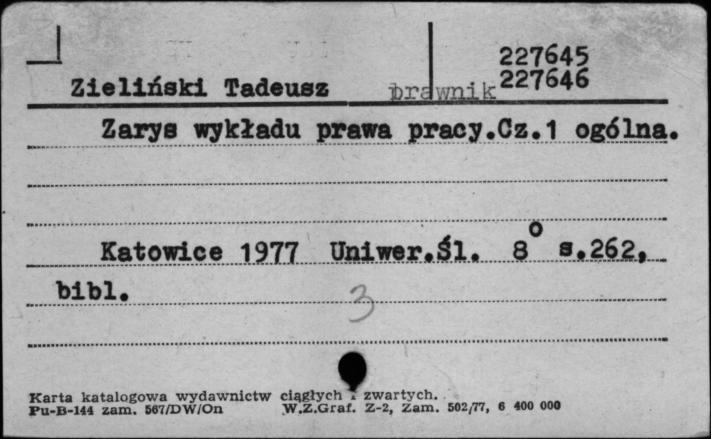 227645
Zieliński Tadeusz prawnik 227646
Zarys wykładu prawa pracy.Cz.1 ogólna.
Katowice 1977 Uniwer.Śl. 8° s.262,
bibl.
3
Karta katalogowa wydawnictw ciągłych i zwartych.
Pu-B-144 zam. 567/DW/On W.Z.Graf. Z-2, Zam. 502/77, 6 400 000